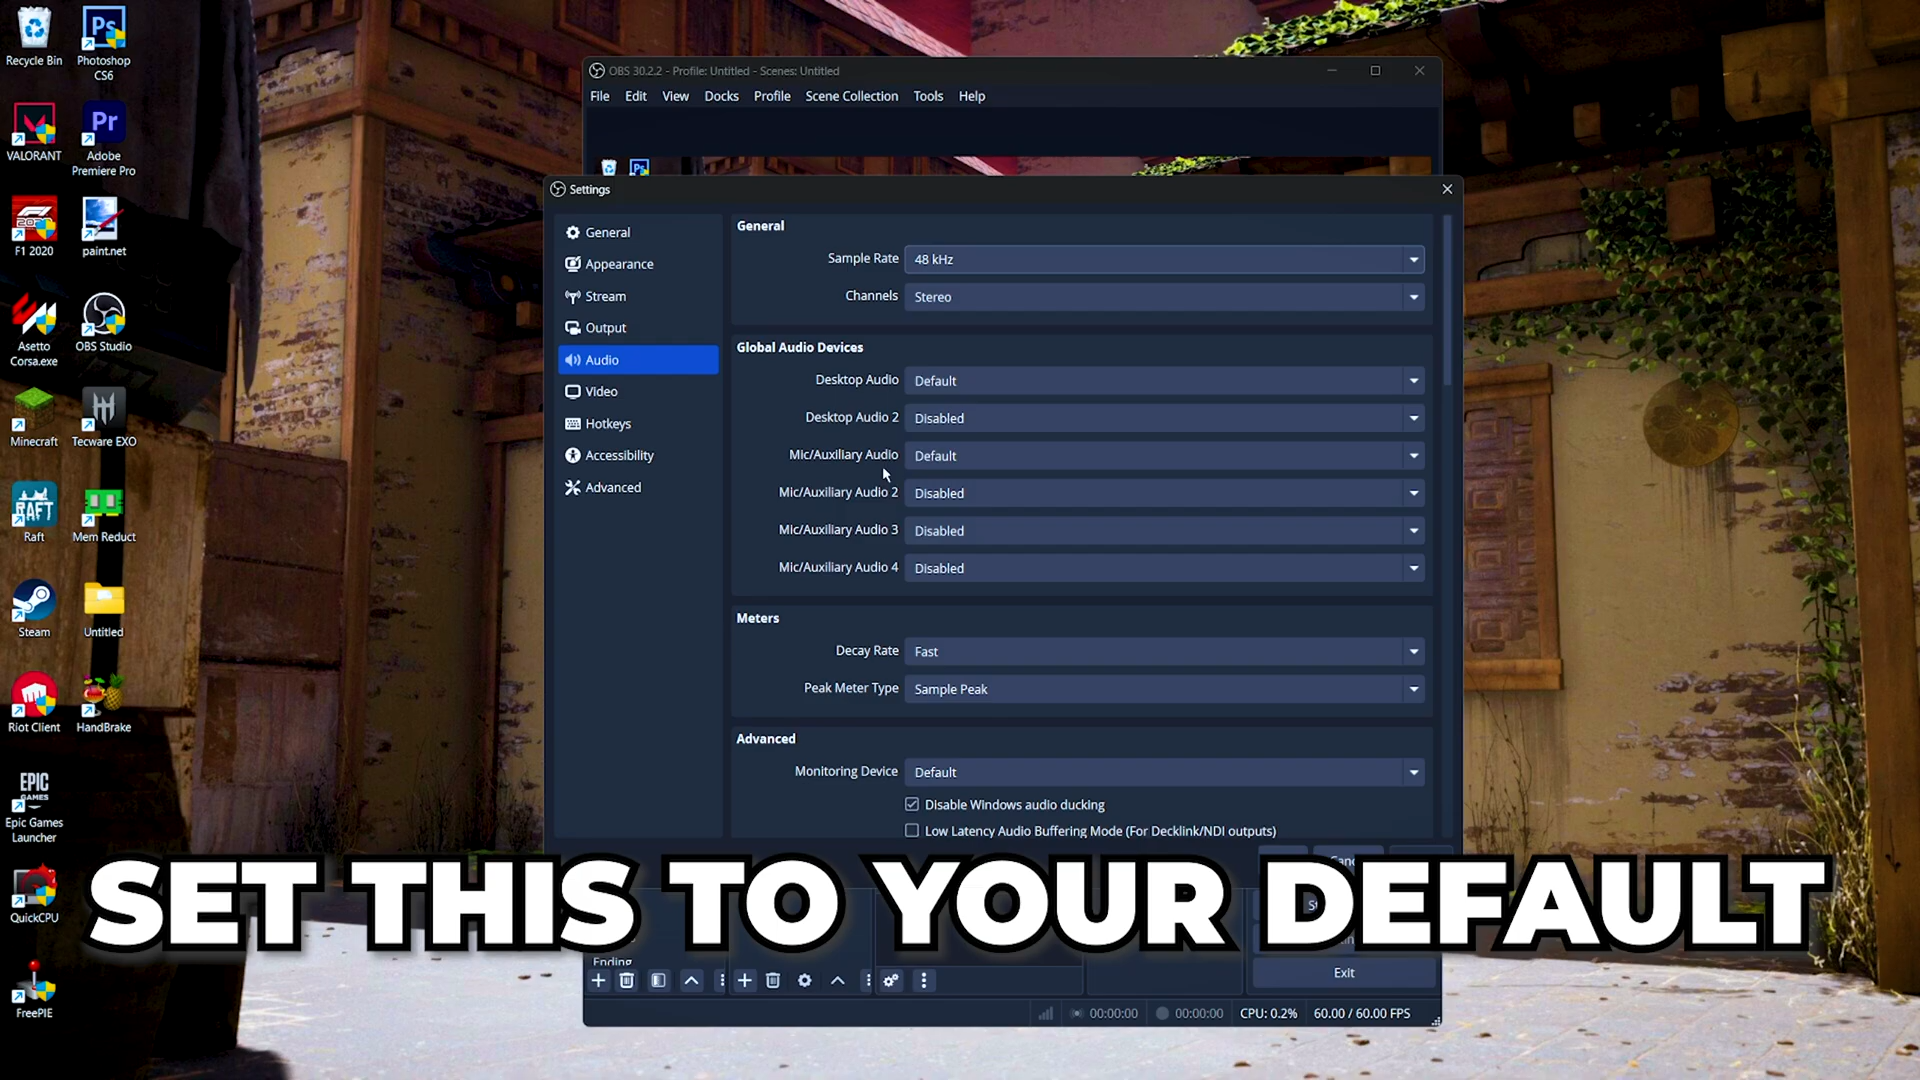 Recycle Bin
Photoshop
CS6
VALORANT
Adobe
Premiere Pro
F1 2020
paint.net
Asetto
Corsa.exe
OBS Studio
Minecraft
Tecware EXO
Raft
Mem Reduct
Steam
Untitled
Riot Client
HandBrake
Epic Games
Launcher
QuickCPU
FreePIE
OBS 30.2.2 - Profile: Untitled - Scenes: Untitled
File Edit View Docks Profile Scene Collection Tools Help
Settings
General
Appearance
Stream
Output
Audio
Video
Hotkeys
Accessibility
Advanced
General
Sample Rate 48 kHz
Channels Stereo
Global Audio Devices
Desktop Audio Default
Desktop Audio 2 Disabled
Mic/Auxiliary Audio Default
Mic/Auxiliary Audio 2 Disabled
Mic/Auxiliary Audio 3 Disabled
Mic/Auxiliary Audio 4 Disabled
Meters
Decay Rate Fast
Peak Meter Type Sample Peak
Advanced
Monitoring Device Default
Disable Windows audio ducking
Low Latency Audio Buffering Mode (For Decklink/NDI outputs)
SET THIS TO YOUR DEFAULT
Ending
Exit
00:00:00 00:00:00 CPU: 0.2% 60.00 / 60.00 FPS